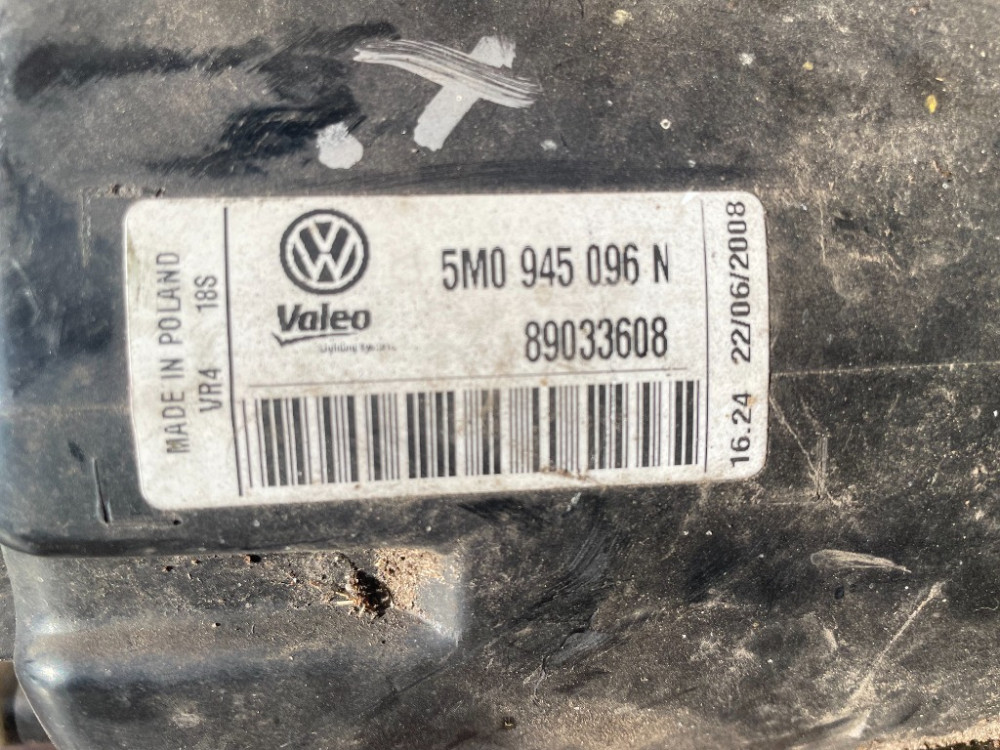 MADE IN POLAND
VR4 18S
Valeo
5M0 945 096 N
89033608
16.24 22/06/2008